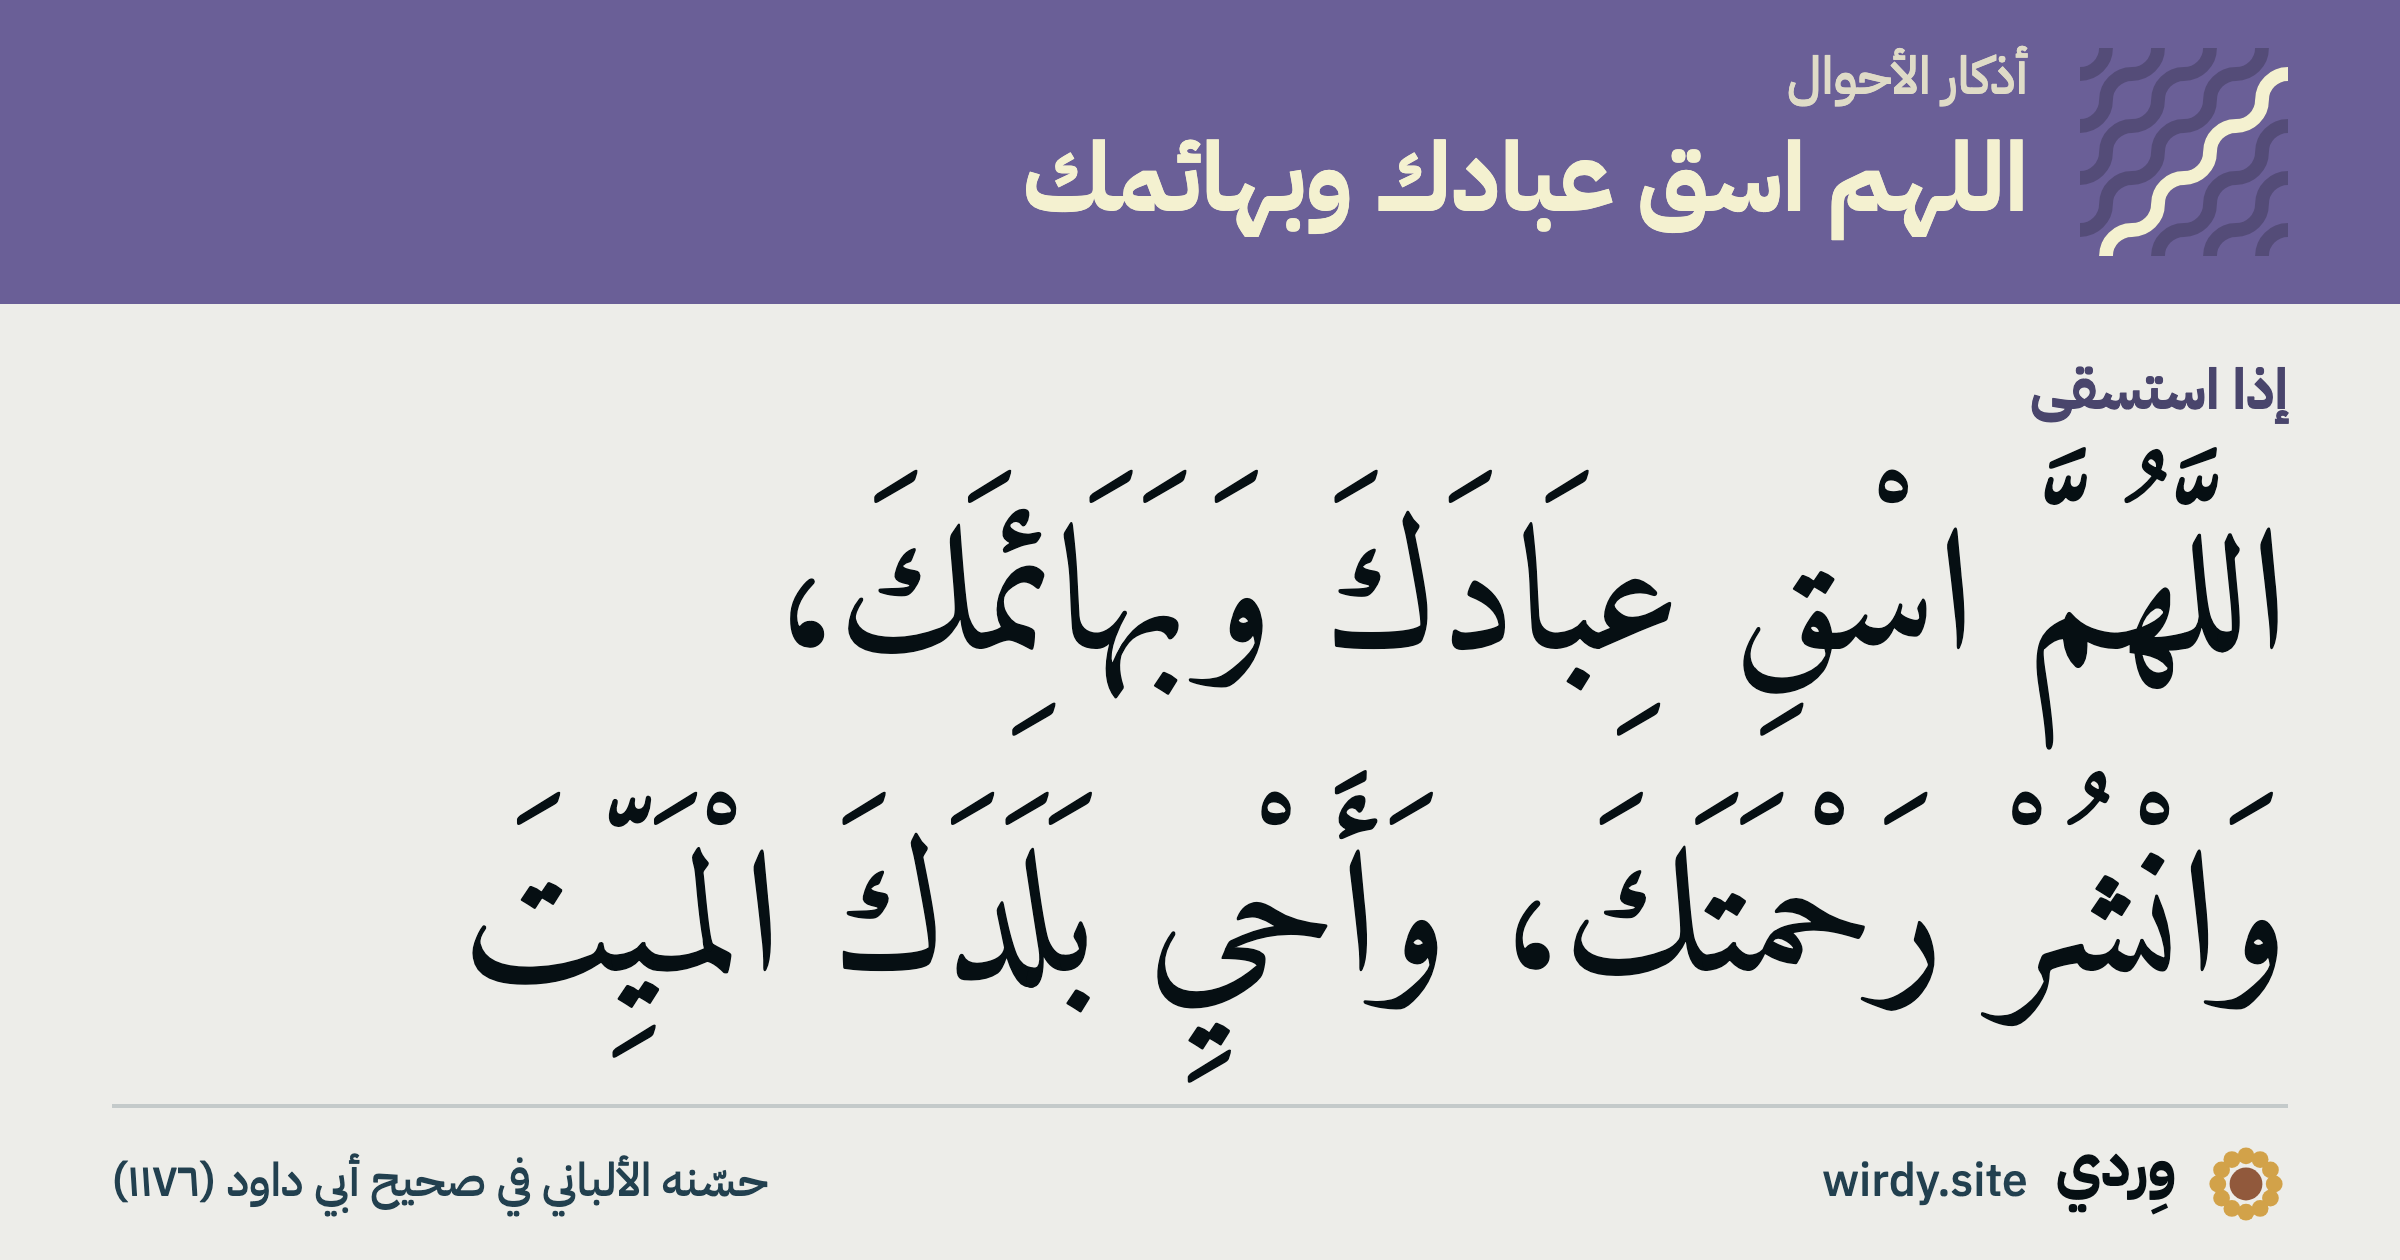 أذكار الأحوال
اللهم اسق عبادك وبهائمك
إذا استسقى
اللَّهُمَّ اسْقِ عِبَادَكَ وَبَهَائَمَِكَ،
وَانْشُرْ رَحْمَتَكَ، وَأَحْيِ بَلَدَكَ الْمَيِّتَ
وِردي wirdy.site
حسّنه الألباني في صحيح أبي داود (١١٧٦)